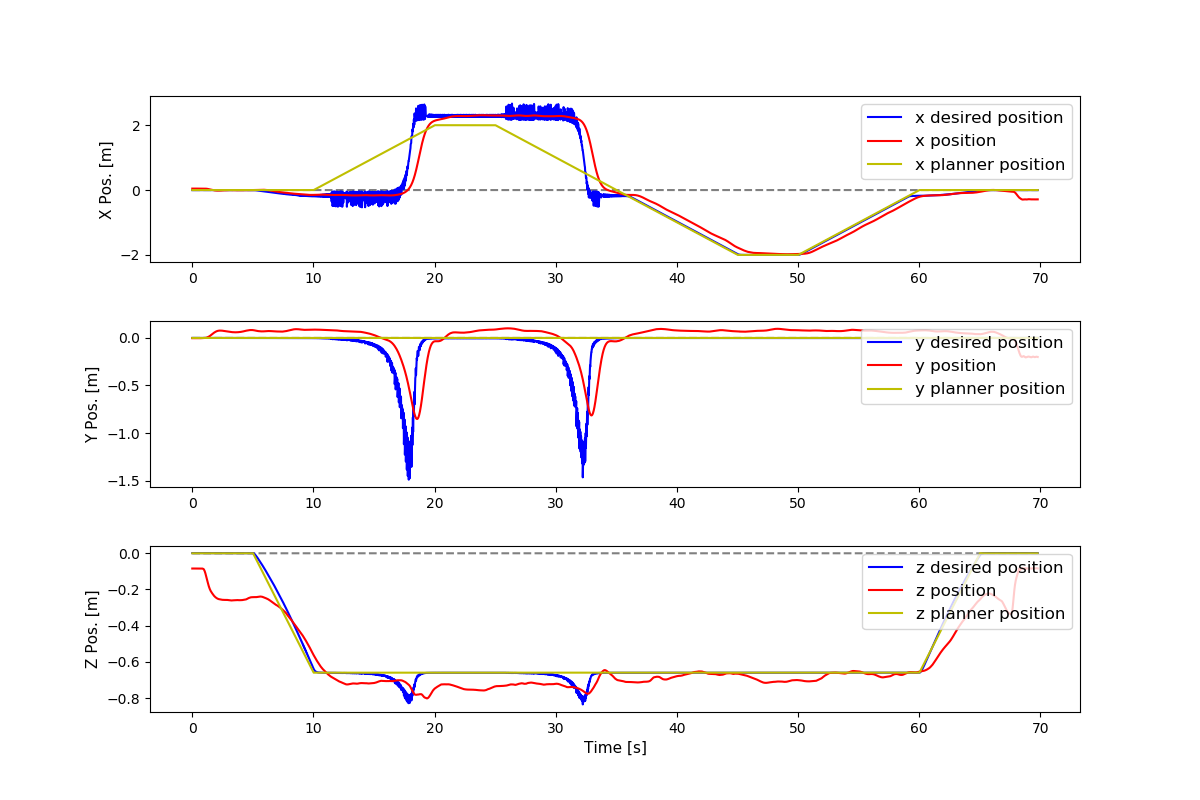 X Pos. [m]
2
0
−2
x desired position
x position
x planner position
0 10 20 30 40 50 60 70
Y Pos. [m]
0.0
−0.5
−1.0
−1.5
y desired position
y position
y planner position
0 10 20 30 40 50 60 70
Z Pos. [m]
0.0
−0.2
−0.4
−0.6
−0.8
z desired position
z position
z planner position
0 10 20 30 40 50 60 70
Time [s]